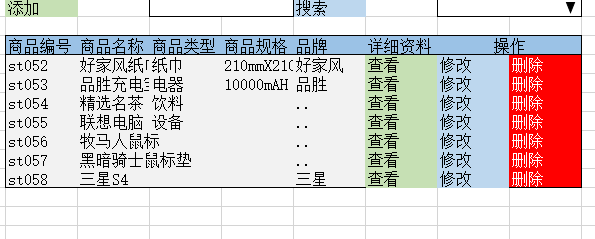 添加 搜索 ▼
商品编号 商品名称 商品类型 商品规格 品牌 详细资料 操作
st052 好家风纸 纸巾 210mmX210 好家风 查看 修改 删除
st053 品胜充电 电器 10000mAH 品胜 查看 修改 删除
st054 精选名茶 饮料 .. 查看 修改 删除
st055 联想电脑 设备 .. 查看 修改 删除
st056 牧马人鼠标 .. 查看 修改 删除
st057 黑暗骑士鼠标垫 .. 查看 修改 删除
st058 三星S4 三星 查看 修改 删除